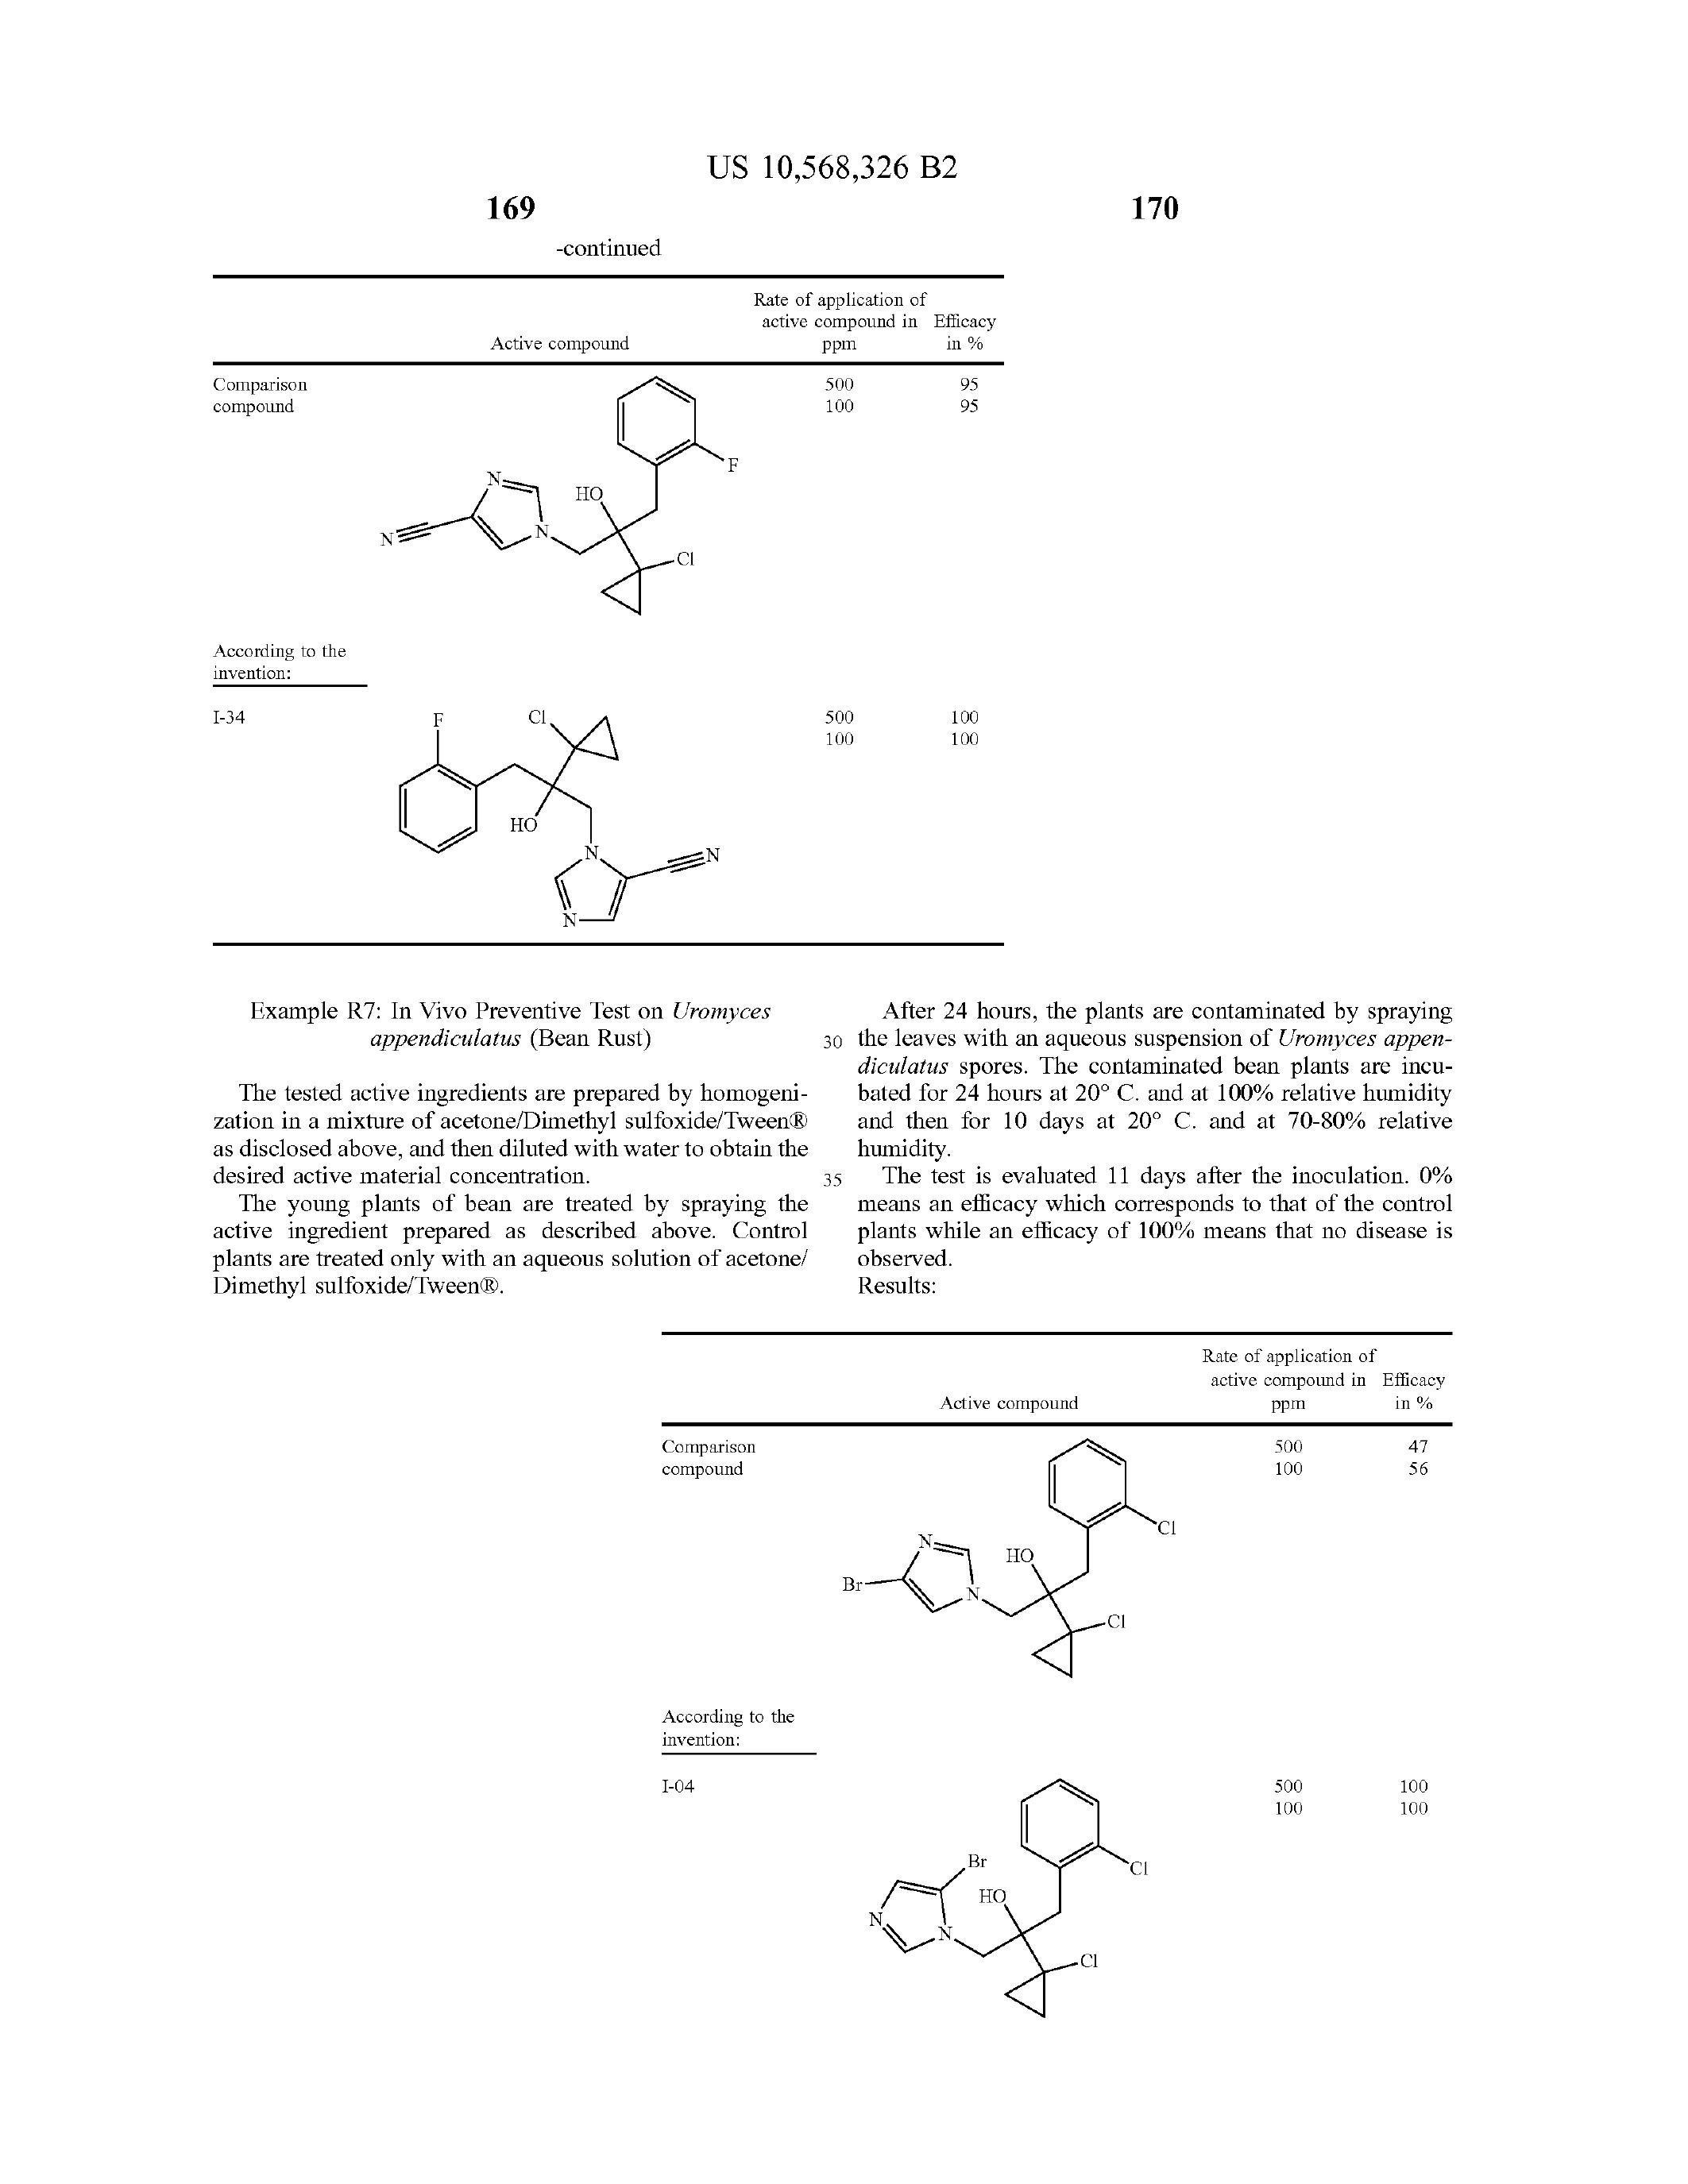 US 10,568,326 B2
169
170
-continued
Rate of application of
active compound in Efficacy
Active compound ppm in %
Comparison 500 95
compound 100 95
F
N
HO
N
N
Cl
According to the
invention:
I-34 500 100
100 100
F
Cl
HO
N
N
N
Example R7: In Vivo Preventive Test on Uromyces
appendiculatus (Bean Rust)
The tested active ingredients are prepared by homogeni-
zation in a mixture of acetone/Dimethyl sulfoxide/Tween®
as disclosed above, and then diluted with water to obtain the
desired active material concentration.
The young plants of bean are treated by spraying the
active ingredient prepared as described above. Control
plants are treated only with an aqueous solution of acetone/
Dimethyl sulfoxide/Tween®.
After 24 hours, the plants are contaminated by spraying
30 the leaves with an aqueous suspension of Uromyces appen-
diculatus spores. The contaminated bean plants are incu-
bated for 24 hours at 20° C. and at 100% relative humidity
and then for 10 days at 20° C. and at 70-80% relative
humidity.
35 The test is evaluated 11 days after the inoculation. 0%
means an efficacy which corresponds to that of the control
plants while an efficacy of 100% means that no disease is
observed.
Results:
Rate of application of
active compound in Efficacy
Active compound ppm in %
Comparison 500 47
compound 100 56
Cl
N
HO
Br
N
Cl
According to the
invention:
I-04 500 100
100 100
Br
Cl
HO
N
N
Cl